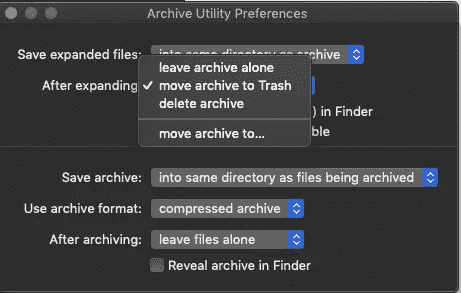 Archive Utility Preferences
Save expanded files: into same directory as archive
leave archive alone
After expanding: ✓ move archive to Trash
delete archive
) in Finder
move archive to... ble
Save archive: into same directory as files being archived
Use archive format: compressed archive
After archiving: leave files alone
Reveal archive in Finder